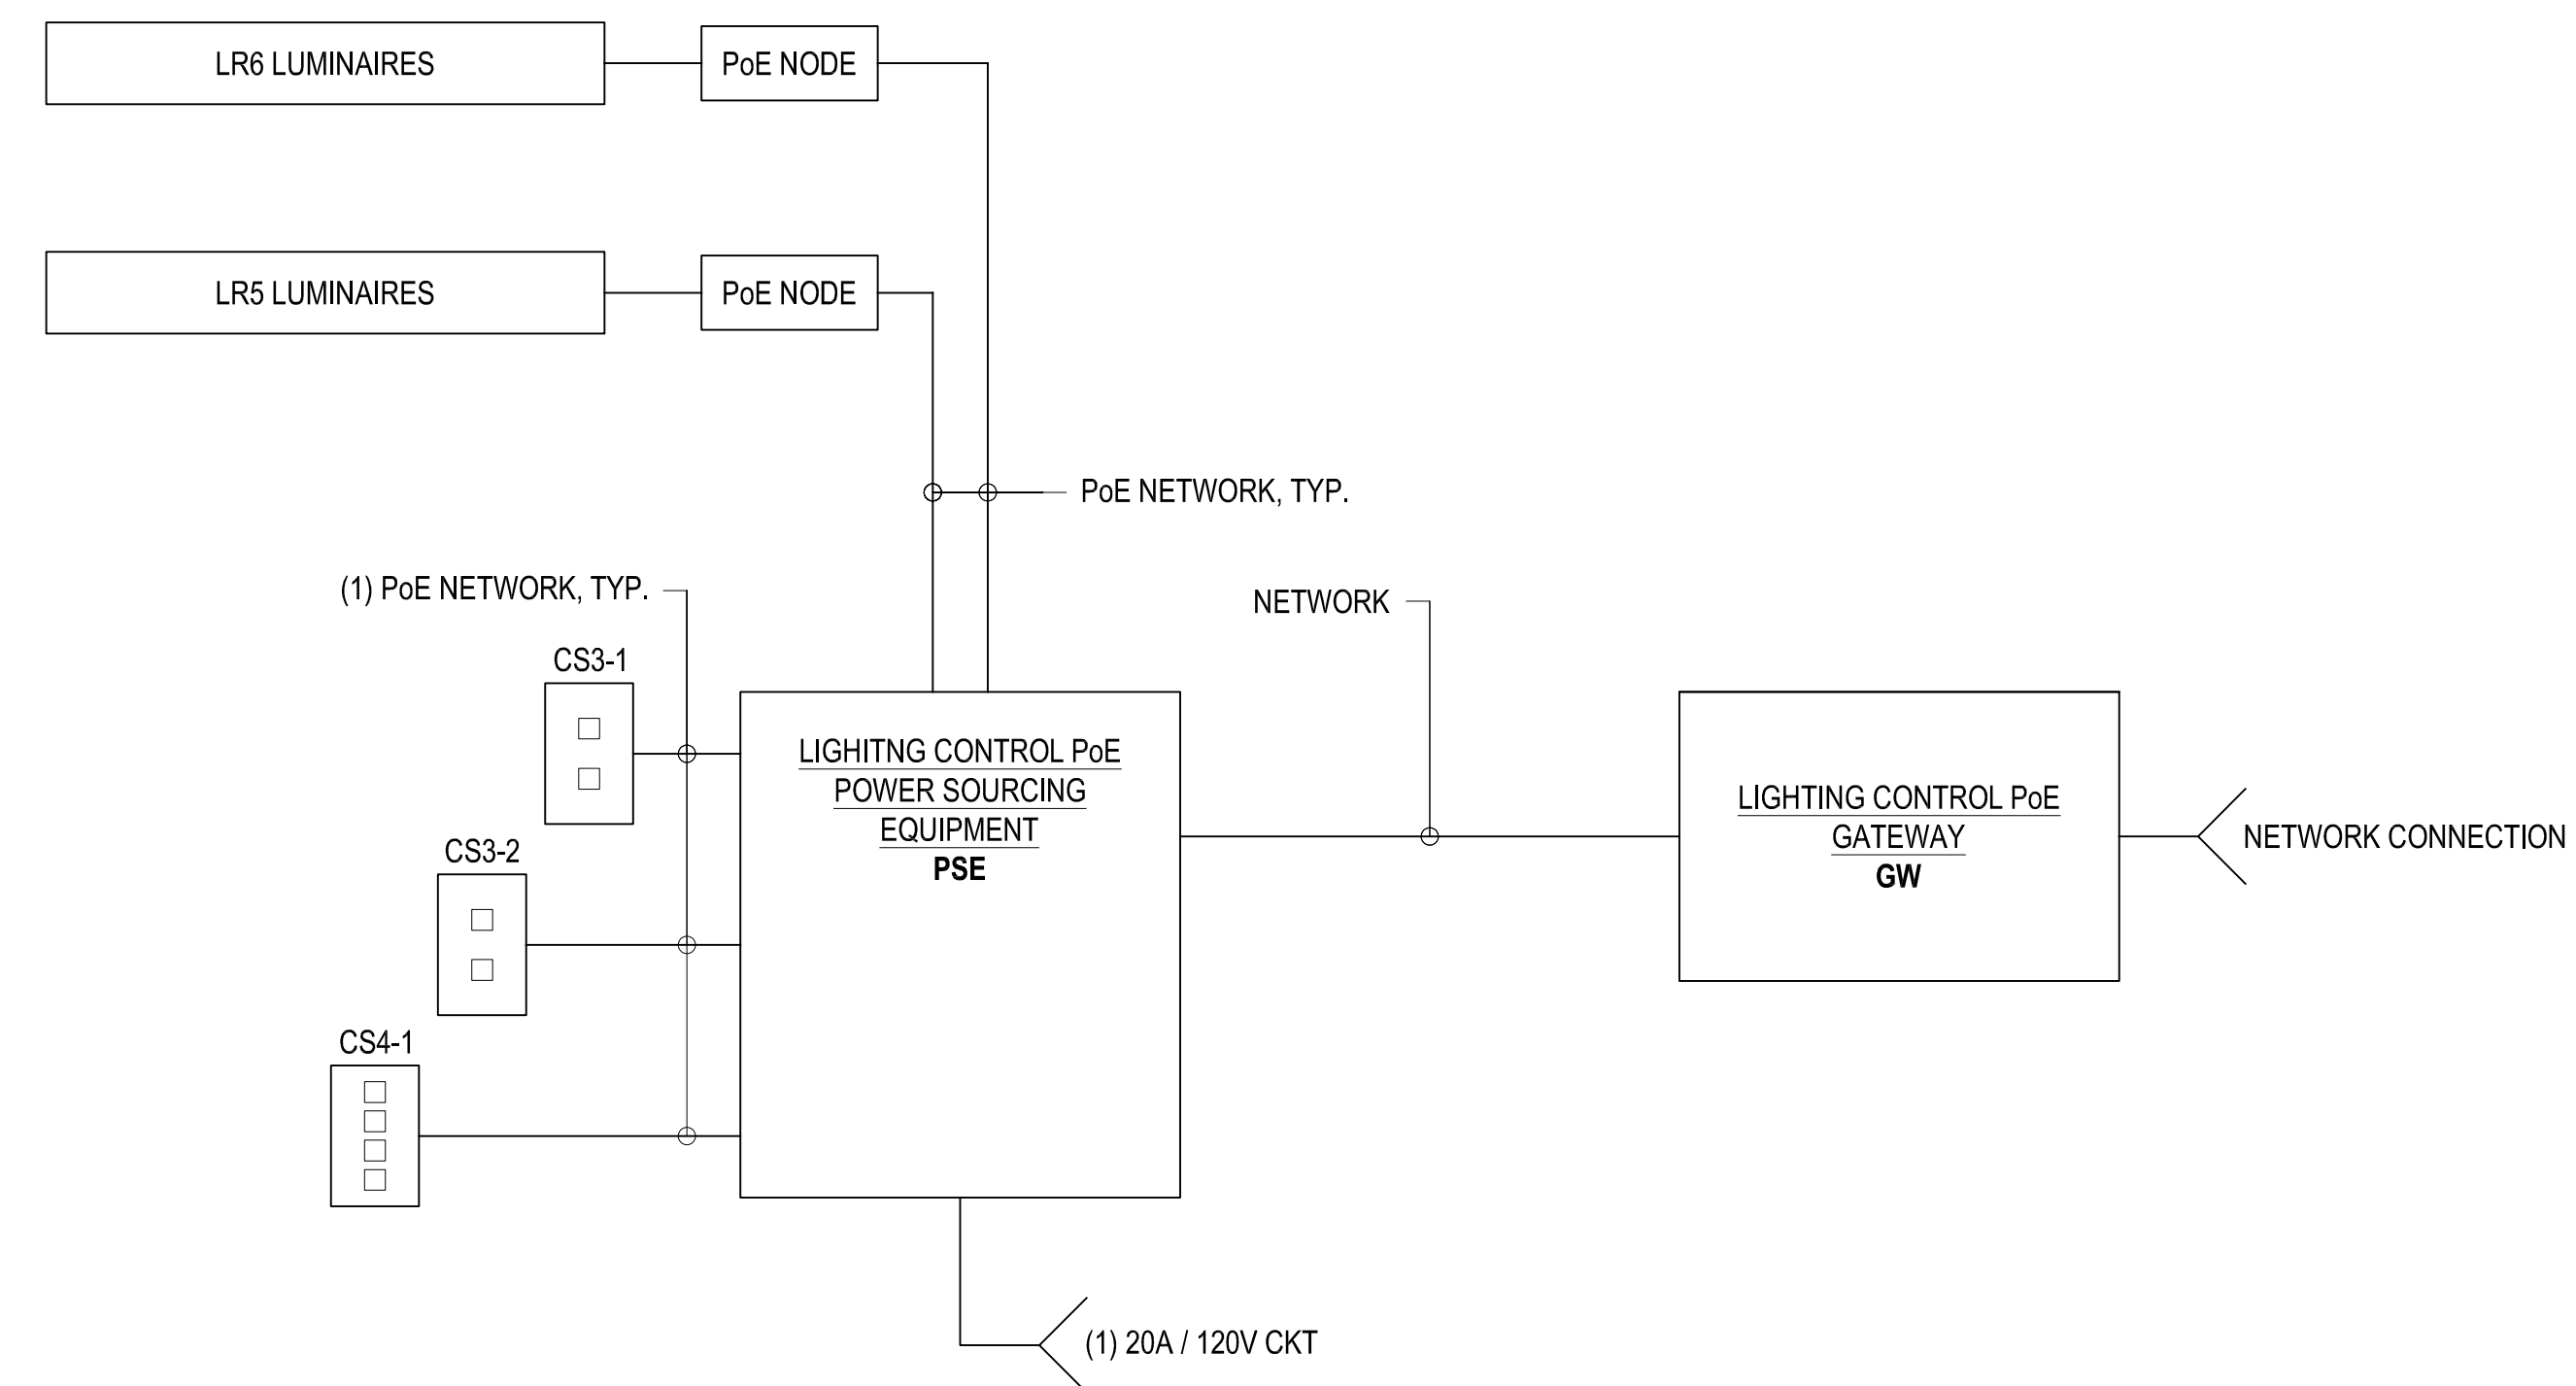 LR6 LUMINAIRES
PoE NODE
LR5 LUMINAIRES
PoE NODE
PoE NETWORK, TYP.
(1) PoE NETWORK, TYP.
NETWORK
CS3-1
LIGHITNG CONTROL PoE
POWER SOURCING
EQUIPMENT
PSE
LIGHTING CONTROL PoE
GATEWAY
GW
NETWORK CONNECTION
CS3-2
CS4-1
(1) 20A / 120V CKT